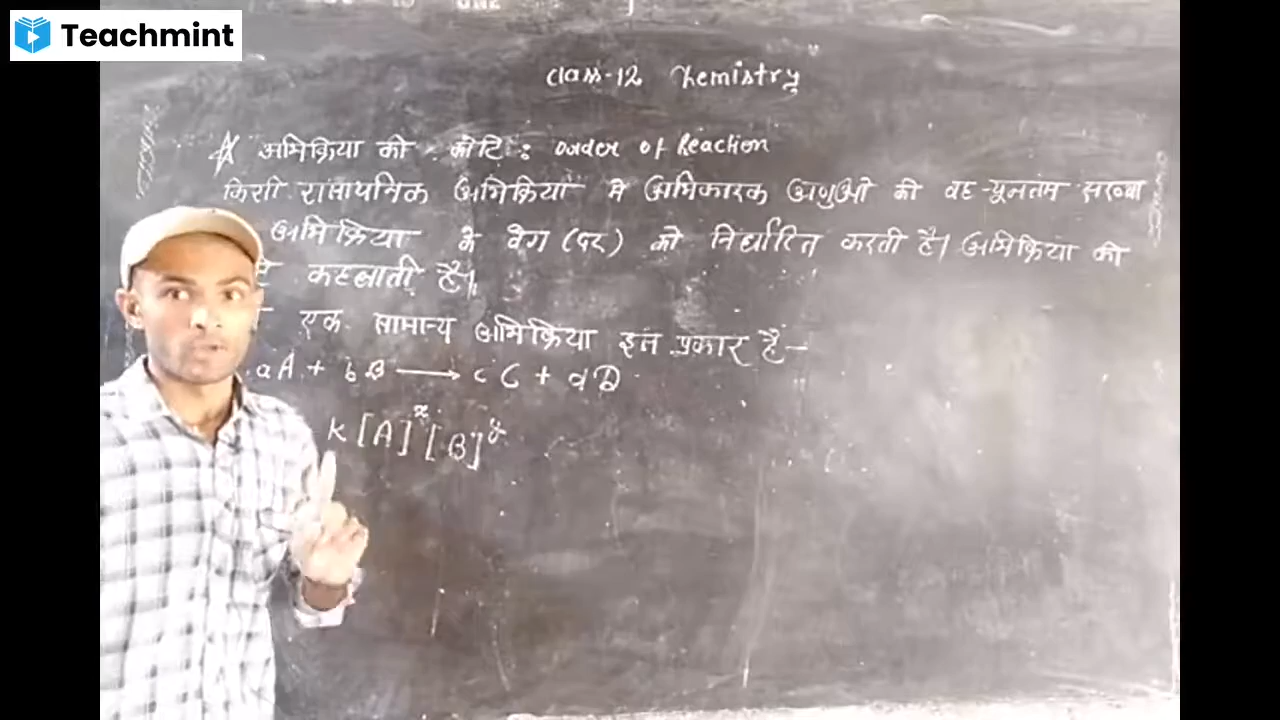 Teachmint
Class-12 Chemistry
अभिक्रिया की कोटि : order of Reaction
किसी रासायनिक अभिक्रिया मे अभिकारक अणुओं की वह न्यूनतम संख्या
अभिक्रिया के वेग (दर) को निर्धारित करती है। अभिक्रिया की
कहलाती है।
एक सामान्य अभिक्रिया इस प्रकार है-
aA + bB ⟶ cC + dD
K[A]ˣ[B]ʸ